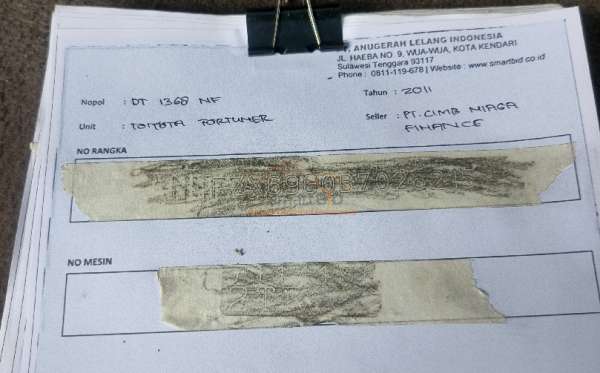 ANUGERAH LELANG INDONESIA
JL. HAEBA NO. 9, WUA-WUA, KOTA KENDARI
Sulawesi Tenggara 93117
Phone : 0811-119-678 | Website : www.smartbid.co.id
Nopol : DT 1368 NF
Tahun : 2011
Unit : TOYOTA FORTUNER
Seller : PT. CIMB NIAGA
FINANCE
NO RANGKA
NO MESIN